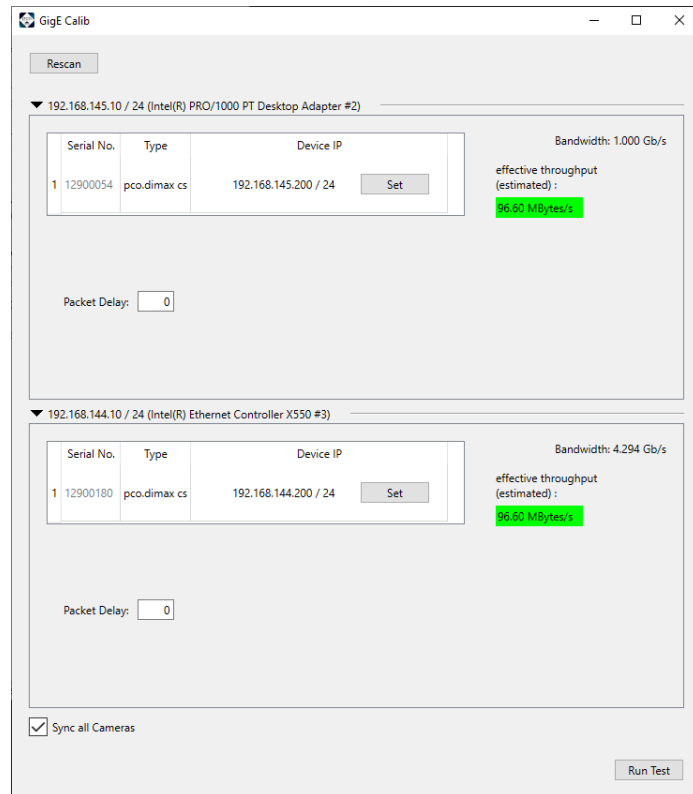 GigE Calib
Rescan
192.168.145.10 / 24 (Intel(R) PRO/1000 PT Desktop Adapter #2)
Serial No. Type Device IP
1 12900054 pco.dimax cs 192.168.145.200 / 24 Set
Bandwidth: 1.000 Gb/s
effective throughput
(estimated) :
96.60 MBytes/s
Packet Delay: 0
192.168.144.10 / 24 (Intel(R) Ethernet Controller X550 #3)
Serial No. Type Device IP
1 12900180 pco.dimax cs 192.168.144.200 / 24 Set
Bandwidth: 4.294 Gb/s
effective throughput
(estimated) :
96.60 MBytes/s
Packet Delay: 0
Sync all Cameras
Run Test